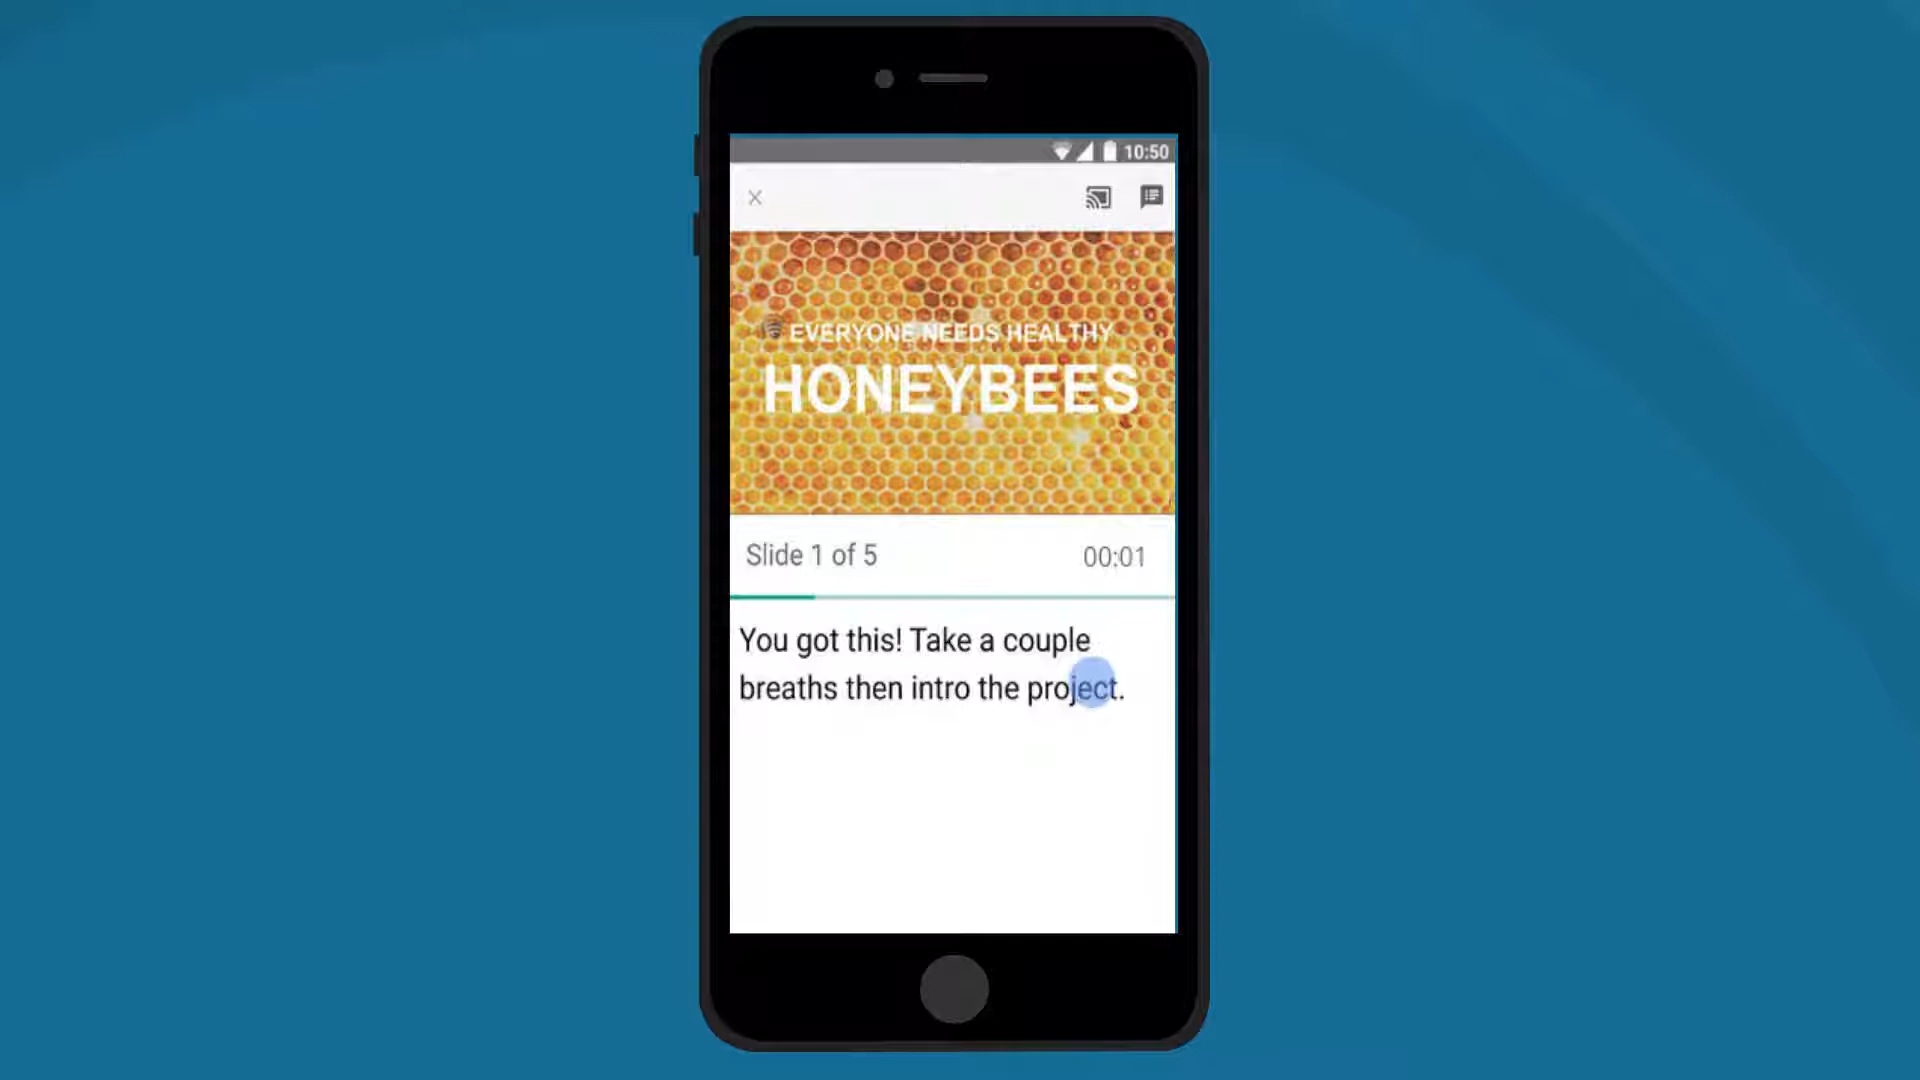 10:50
EVERYONE NEEDS HEALTHY
HONEYBEES
Slide 1 of 5
00:01
You got this! Take a couple
breaths then intro the project.